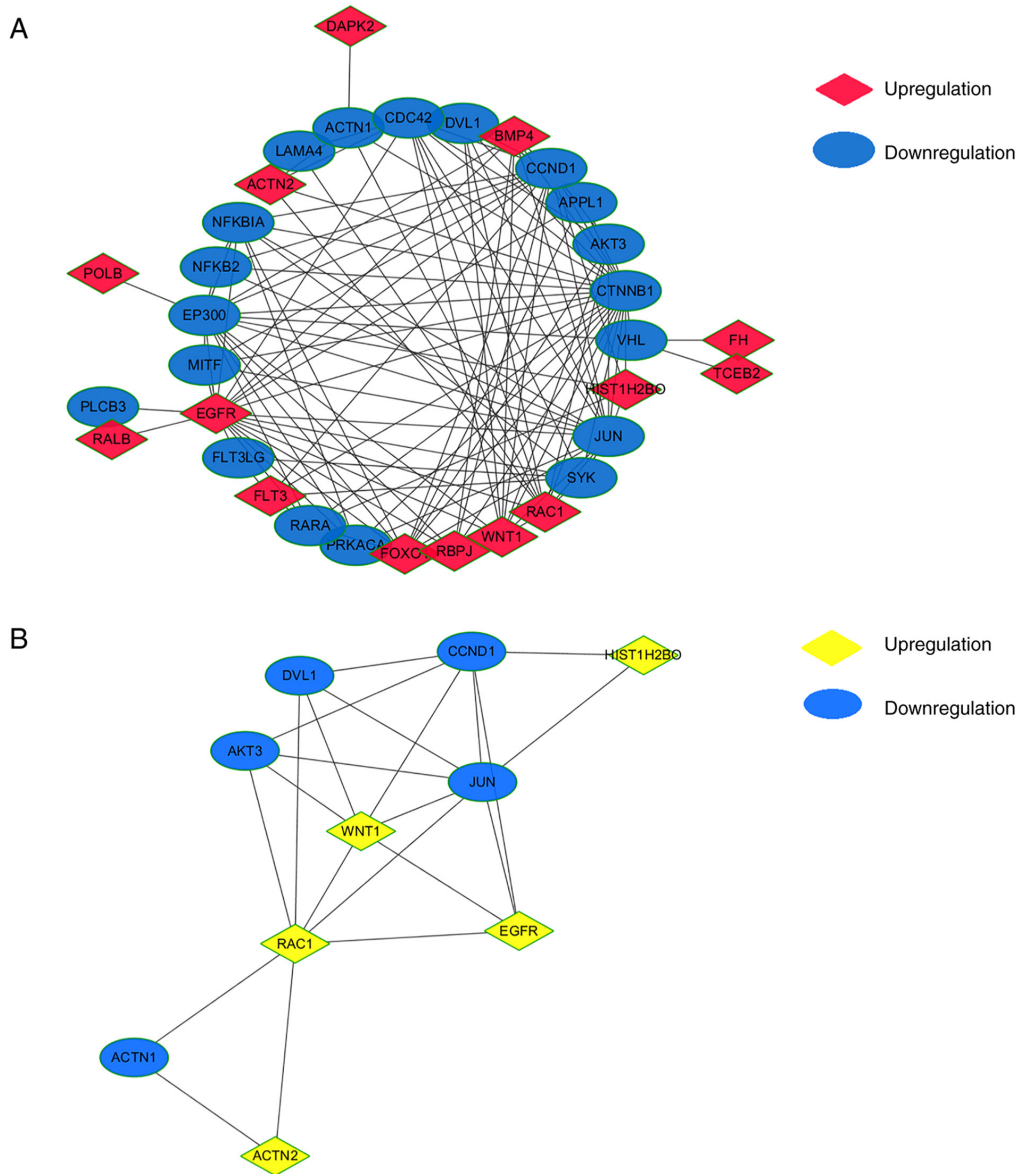 A
DAPK2
Upregulation
Downregulation
CDC42
DVL1
ACTN1
BMP4
LAMA4
CCND1
ACTN2
APPL1
NFKBIA
AKT3
NFKB2
POLB
CTNNB1
EP300
VHL
FH
MITF
TCEB2
HIST1H2BO
PLCB3
EGFR
RALB
JUN
FLT3LG
SYK
FLT3
RAC1
RARA
WNT1
PRKACA
FOXO
RBPJ
B
Upregulation
CCND1
HIST1H2BO
DVL1
Downregulation
AKT3
JUN
WNT1
EGFR
RAC1
ACTN1
ACTN2